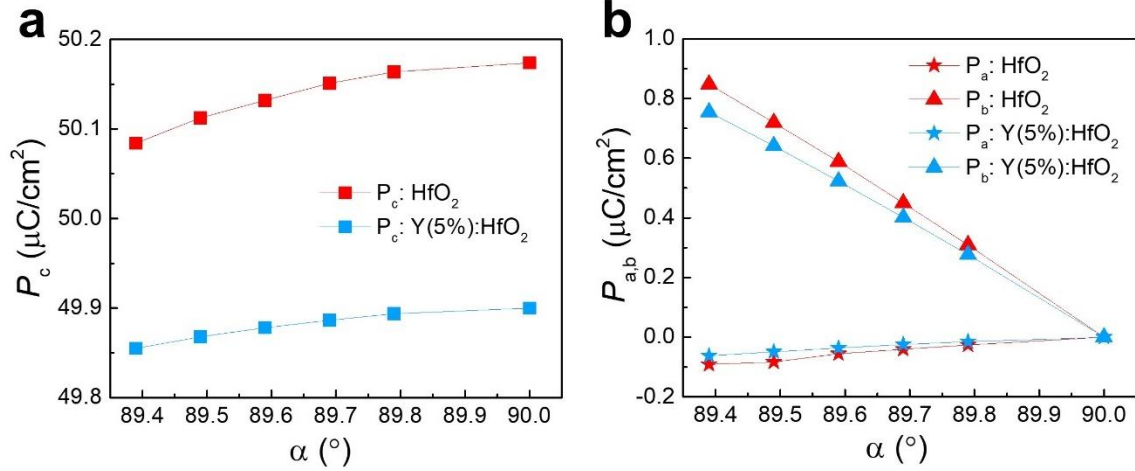 a
50.2
50.1
50.0
49.9
49.8
P_c (μC/cm²)
P_c: HfO₂
P_c: Y(5%):HfO₂
89.4 89.5 89.6 89.7 89.8 89.9 90.0
α (°)
b
1.0
0.8
0.6
0.4
0.2
0.0
-0.2
P_a,b (μC/cm²)
P_a: HfO₂
P_b: HfO₂
P_a: Y(5%):HfO₂
P_b: Y(5%):HfO₂
89.4 89.5 89.6 89.7 89.8 89.9 90.0
α (°)